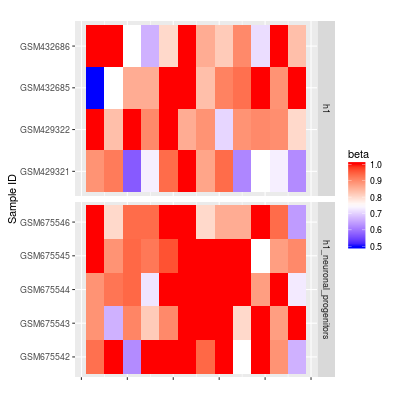 Sample ID
GSM432686
GSM432685
GSM429322
GSM429321
h1
GSM675546
GSM675545
GSM675544
GSM675543
GSM675542
h1_neuronal_progenitors
beta
1.0
0.9
0.8
0.7
0.6
0.5